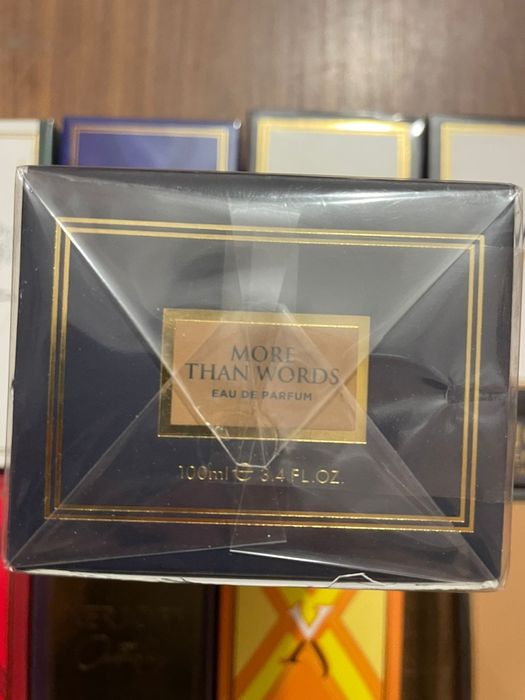 MORE
THAN WORDS
EAU DE PARFUM
100ml ℮ 3.4 FL.OZ.